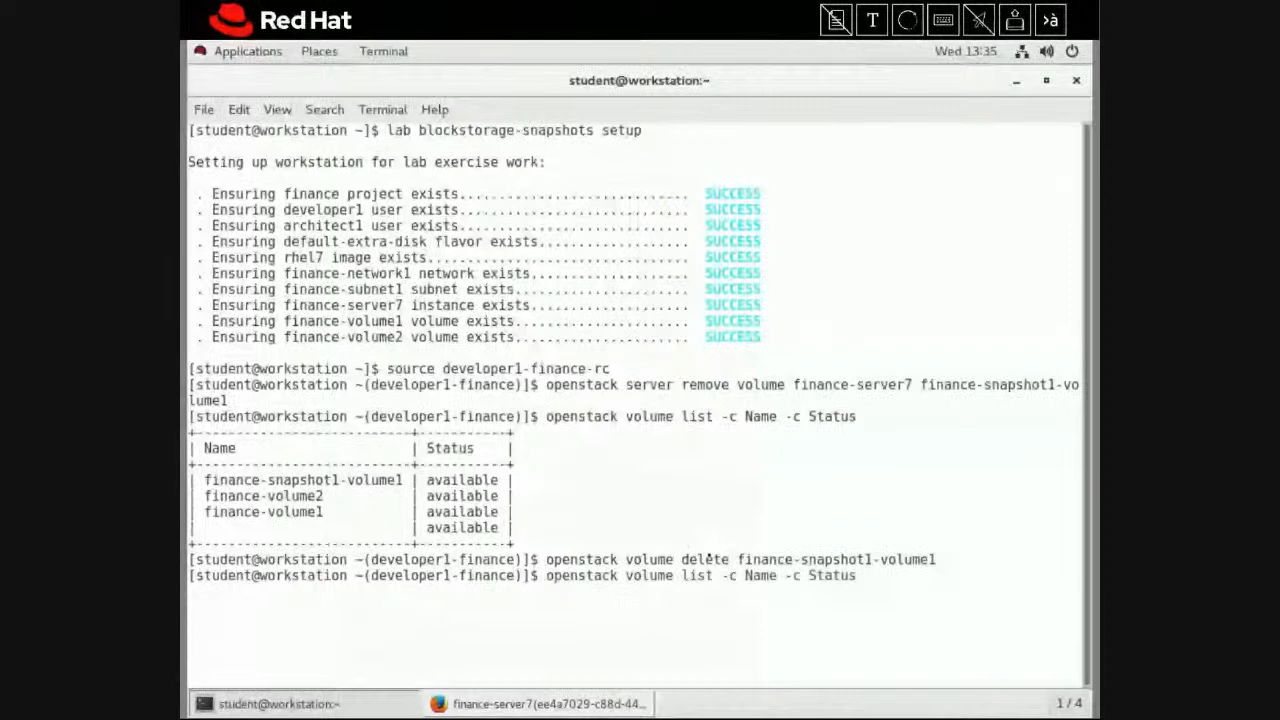 Red Hat
T
›à
Applications Places Terminal Wed 13:35
student@workstation:~
File Edit View Search Terminal Help
[student@workstation ~]$ lab blockstorage-snapshots setup
Setting up workstation for lab exercise work:
. Ensuring finance project exists............................. SUCCESS
. Ensuring developer1 user exists............................. SUCCESS
. Ensuring architect1 user exists............................. SUCCESS
. Ensuring default-extra-disk flavor exists................... SUCCESS
. Ensuring rhel7 image exists................................. SUCCESS
. Ensuring finance-network1 network exists.................... SUCCESS
. Ensuring finance-subnet1 subnet exists...................... SUCCESS
. Ensuring finance-server7 instance exists.................... SUCCESS
. Ensuring finance-volume1 volume exists...................... SUCCESS
. Ensuring finance-volume2 volume exists...................... SUCCESS
[student@workstation ~]$ source developer1-finance-rc
[student@workstation ~(developer1-finance)]$ openstack server remove volume finance-server7 finance-snapshot1-vo
lume1
[student@workstation ~(developer1-finance)]$ openstack volume list -c Name -c Status
+---------------------------+-----------+
| Name | Status |
+---------------------------+-----------+
| finance-snapshot1-volume1 | available |
| finance-volume2 | available |
| finance-volume1 | available |
| | available |
+---------------------------+-----------+
[student@workstation ~(developer1-finance)]$ openstack volume delete finance-snapshot1-volume1
[student@workstation ~(developer1-finance)]$ openstack volume list -c Name -c Status
student@workstation:~ finance-server7(ee4a7029-c88d-44... 1 / 4